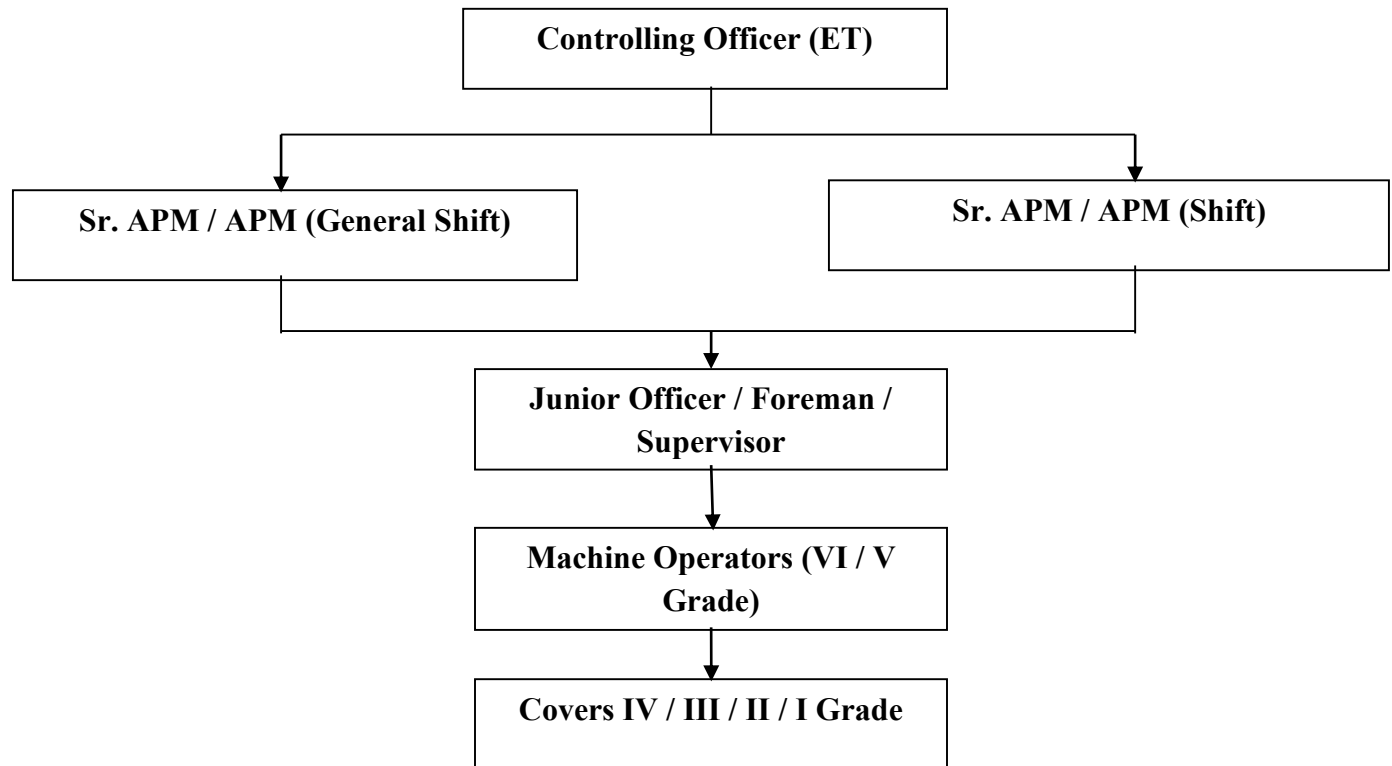 Controlling Officer (ET)
Sr. APM / APM (General Shift)
Sr. APM / APM (Shift)
Junior Officer / Foreman /
Supervisor
Machine Operators (VI / V
Grade)
Covers IV / III / II / I Grade